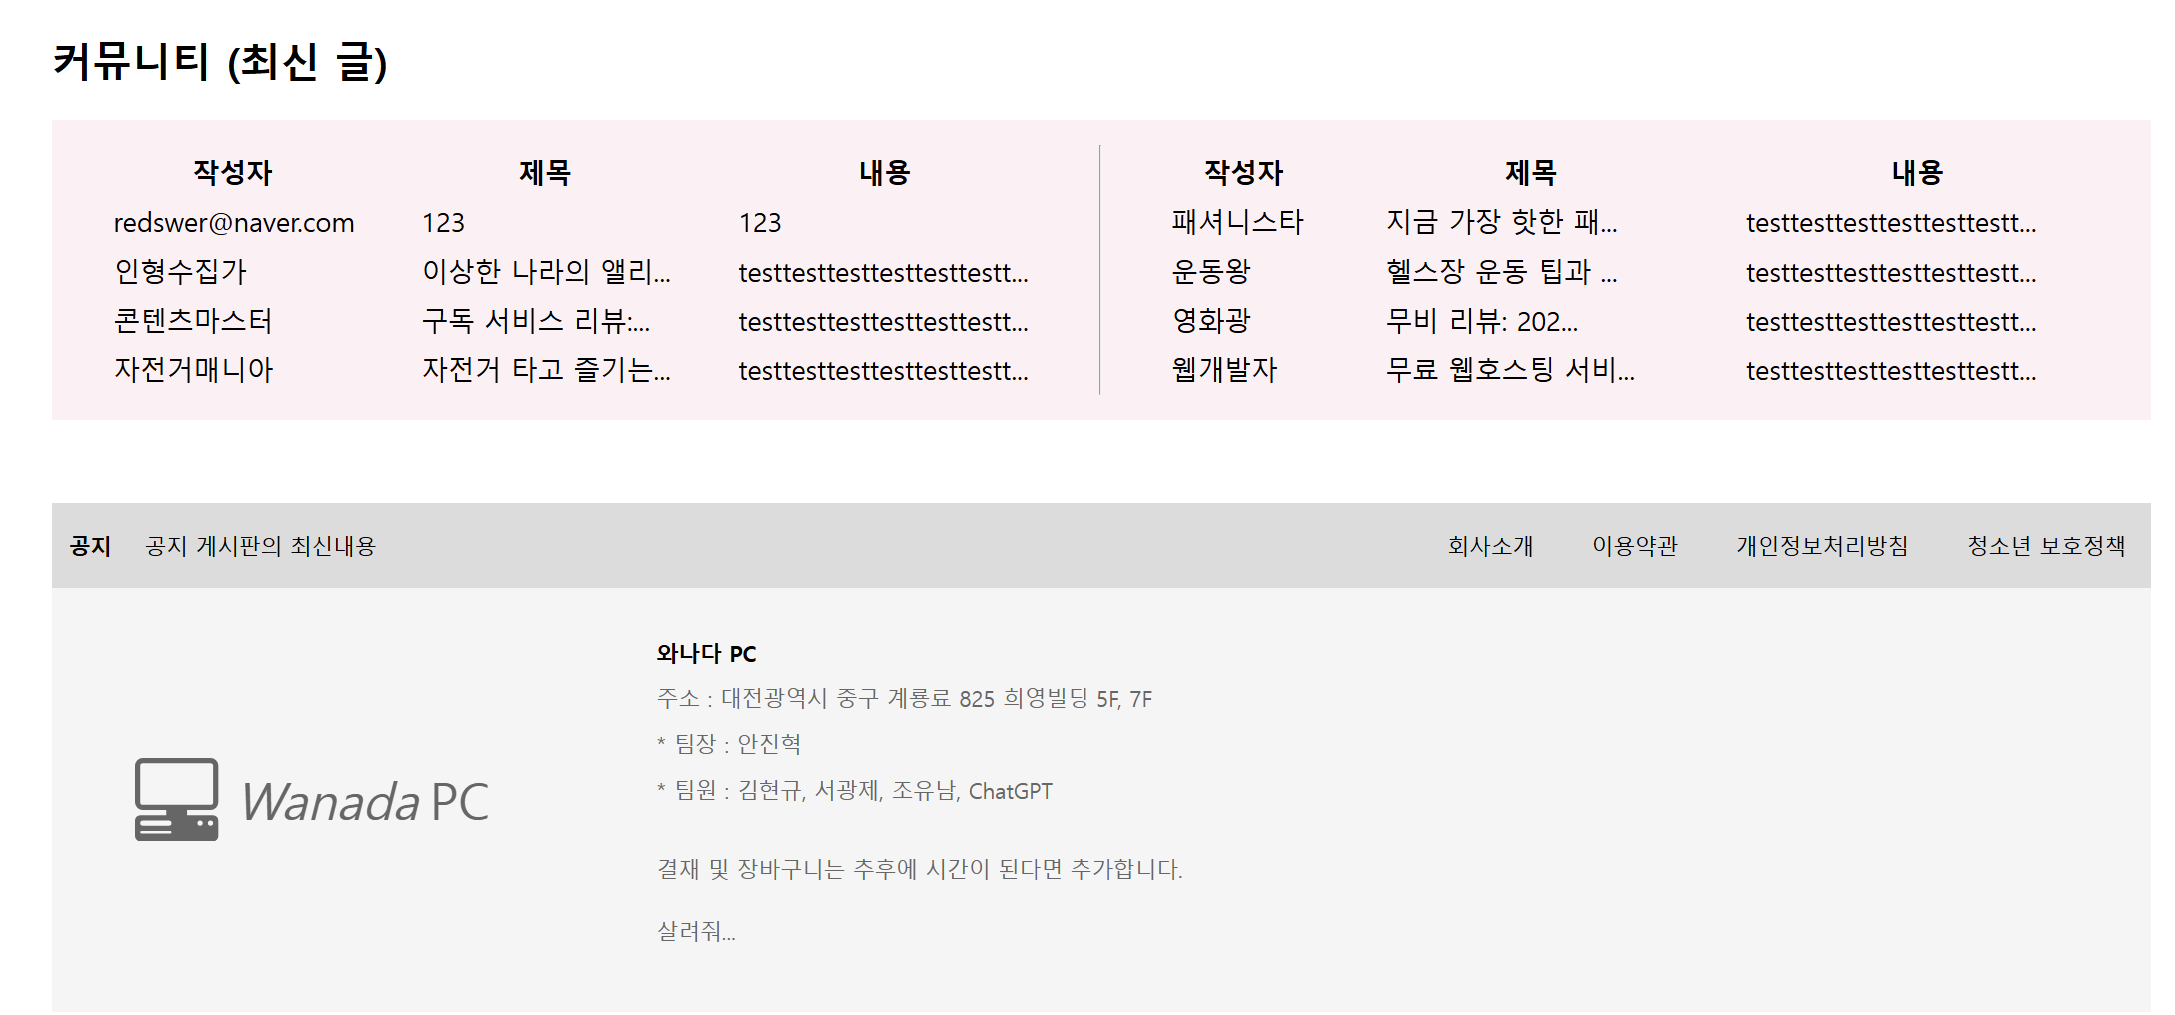 커뮤니티 (최신 글)
작성자 제목 내용
redswer@naver.com 123 123
인형수집가 이상한 나라의 앨리... testtesttesttesttesttestt...
콘텐츠마스터 구독 서비스 리뷰:... testtesttesttesttesttestt...
자전거매니아 자전거 타고 즐기는... testtesttesttesttesttestt...
작성자 제목 내용
패셔니스타 지금 가장 핫한 패... testtesttesttesttesttestt...
운동왕 헬스장 운동 팁과 ... testtesttesttesttesttestt...
영화광 무비 리뷰: 202... testtesttesttesttesttestt...
웹개발자 무료 웹호스팅 서비... testtesttesttesttesttestt...
공지 공지 게시판의 최신내용 회사소개 이용약관 개인정보처리방침 청소년 보호정책
Wanada PC
와나다 PC
주소 : 대전광역시 중구 계룡료 825 희영빌딩 5F, 7F
* 팀장 : 안진혁
* 팀원 : 김현규, 서광제, 조유남, ChatGPT
결재 및 장바구니는 추후에 시간이 된다면 추가합니다.
살려줘...